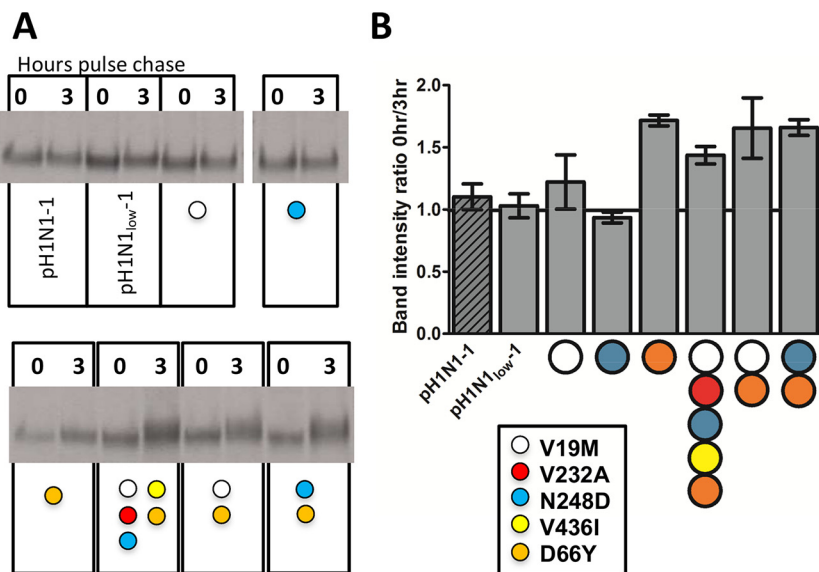 A
Hours pulse chase
0 3 0 3 0 3 0 3
pH1N1-1
pH1N1low-1
0 3 0 3 0 3 0 3
B
Band intensity ratio 0hr/3hr
2.0
1.5
1.0
0.5
0.0
pH1N1-1
pH1N1low-1
V19M
V232A
N248D
V436I
D66Y